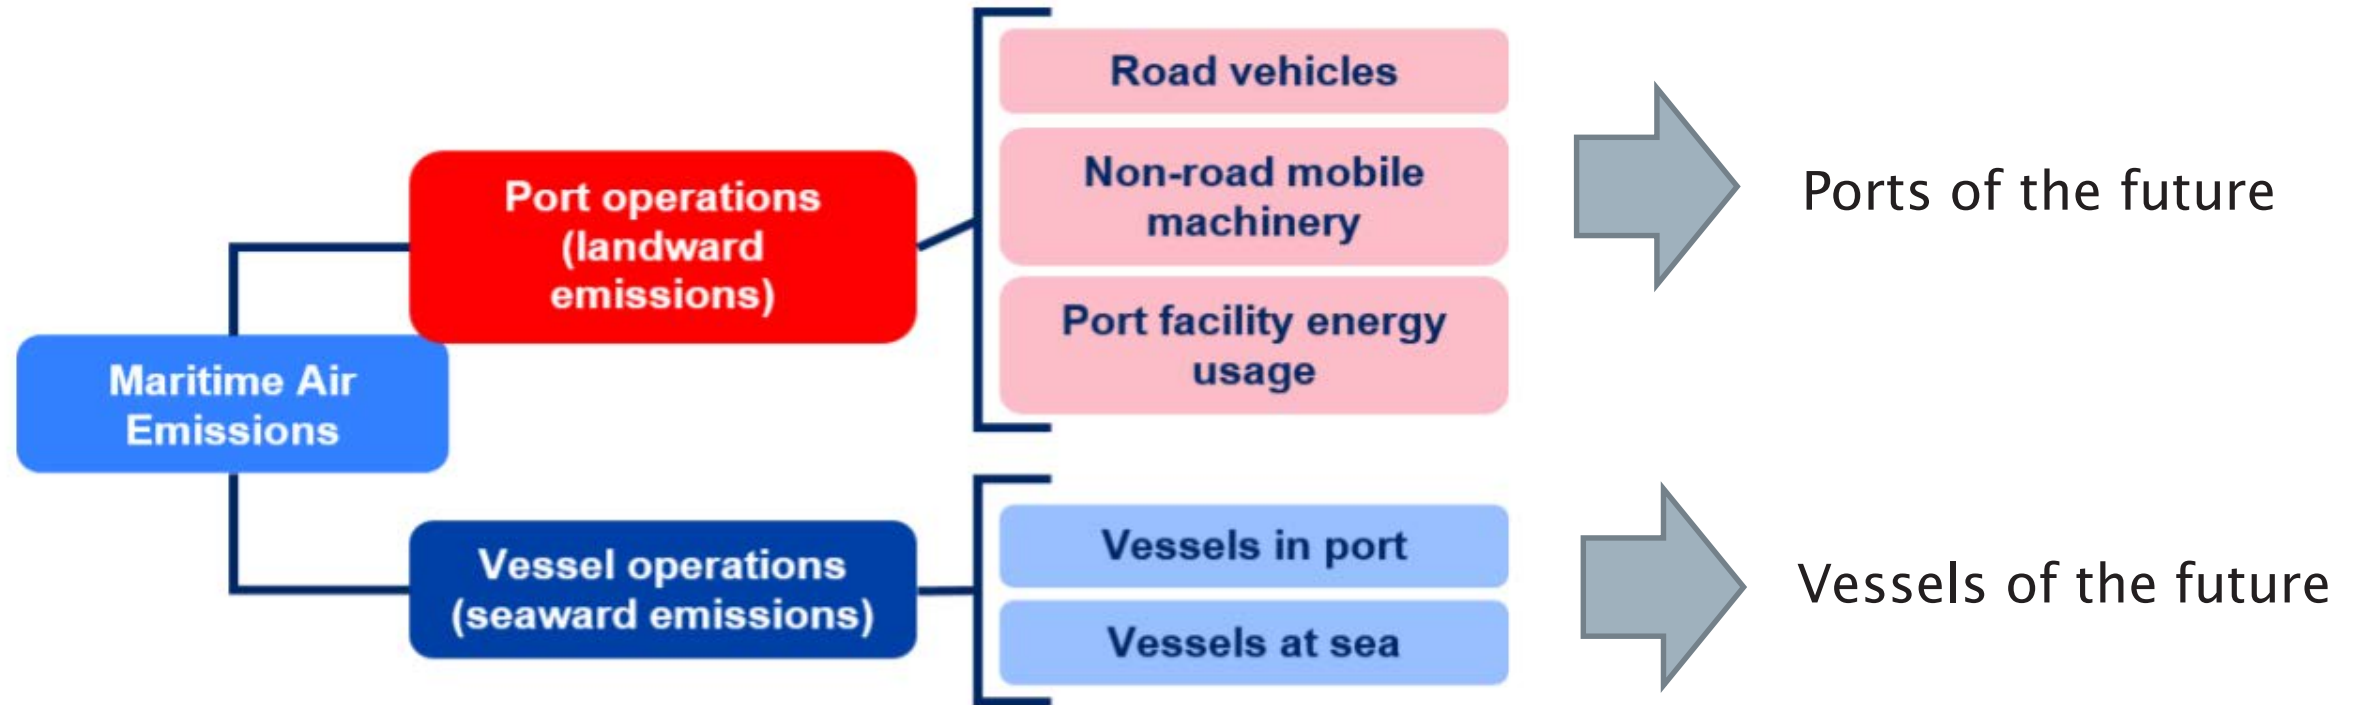 Maritime Air
Emissions
Port operations
(landward
emissions)
Road vehicles
Non-road mobile
machinery
Port facility energy
usage
Ports of the future
Vessel operations
(seaward emissions)
Vessels in port
Vessels at sea
Vessels of the future